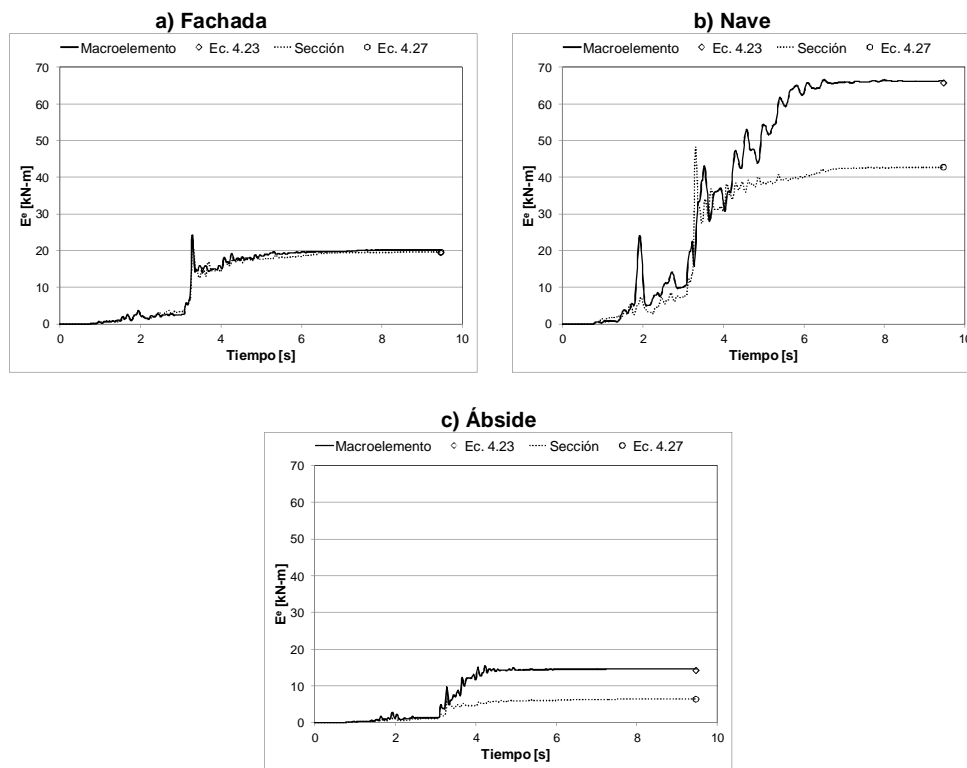 a) Fachada
Macroelemento Ec. 4.23 Sección Ec. 4.27
70
60
50
40
30
20
10
0
Eᵉ [kN-m]
0 2 4 6 8 10
Tiempo [s]
b) Nave
Macroelemento Ec. 4.23 Sección Ec. 4.27
70
60
50
40
30
20
10
0
Eᵉ [kN-m]
0 2 4 6 8 10
Tiempo [s]
c) Ábside
Macroelemento Ec. 4.23 Sección Ec. 4.27
70
60
50
40
30
20
10
0
Eᵉ [kN-m]
0 2 4 6 8 10
Tiempo [s]